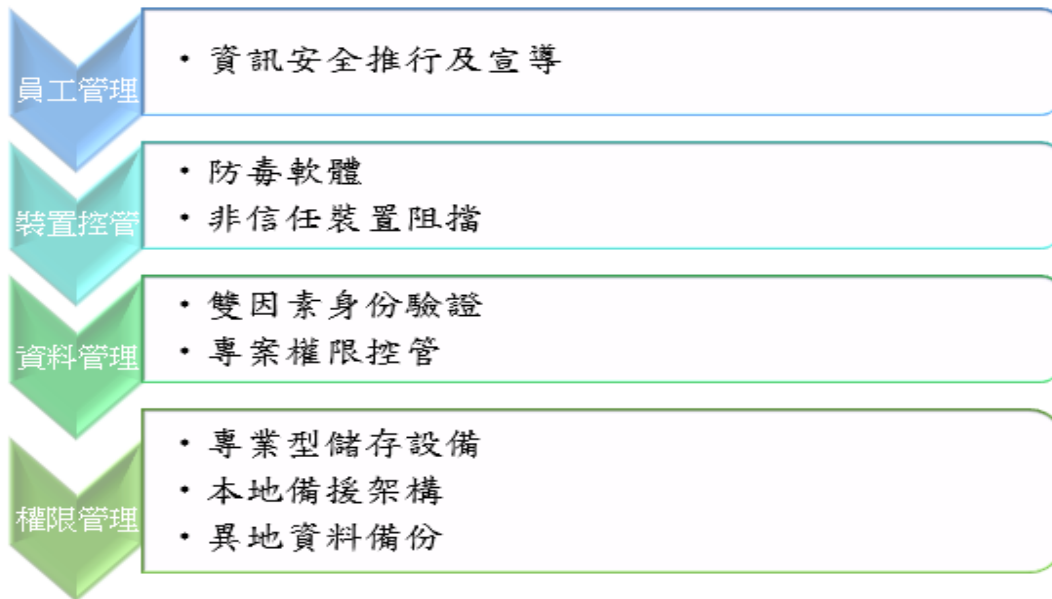 員工管理
• 資訊安全推行及宣導
裝置控管
• 防毒軟體
• 非信任裝置阻擋
資料管理
• 雙因素身份驗證
• 專案權限控管
權限管理
• 專業型儲存設備
• 本地備援架構
• 異地資料備份